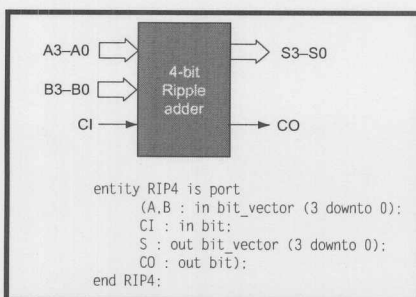 A3–A0
S3–S0
4-bit
Ripple
adder
B3–B0
CI
CO
entity RIP4 is port
(A,B : in bit_vector (3 downto 0);
CI : in bit;
S : out bit_vector (3 downto 0);
CO : out bit);
end RIP4;